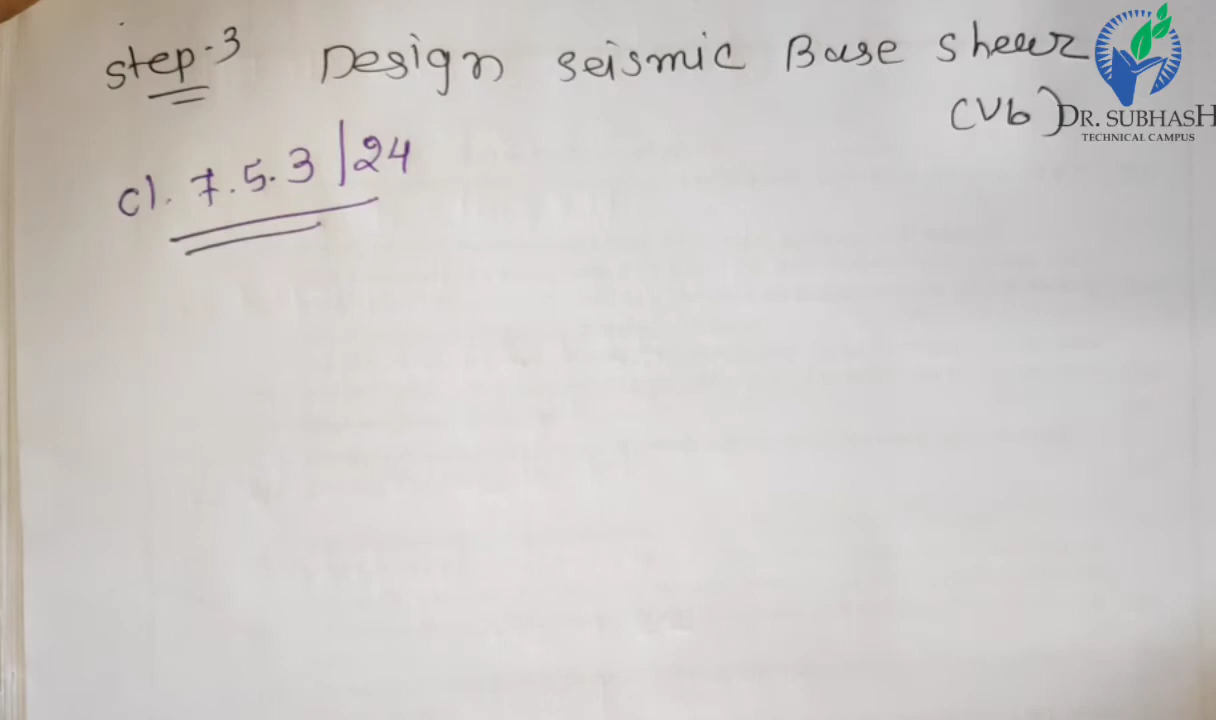 Step-3 Design seismic Base shear
(Vb)
DR. SUBHASH
TECHNICAL CAMPUS
cl. 7.5.3 | 24